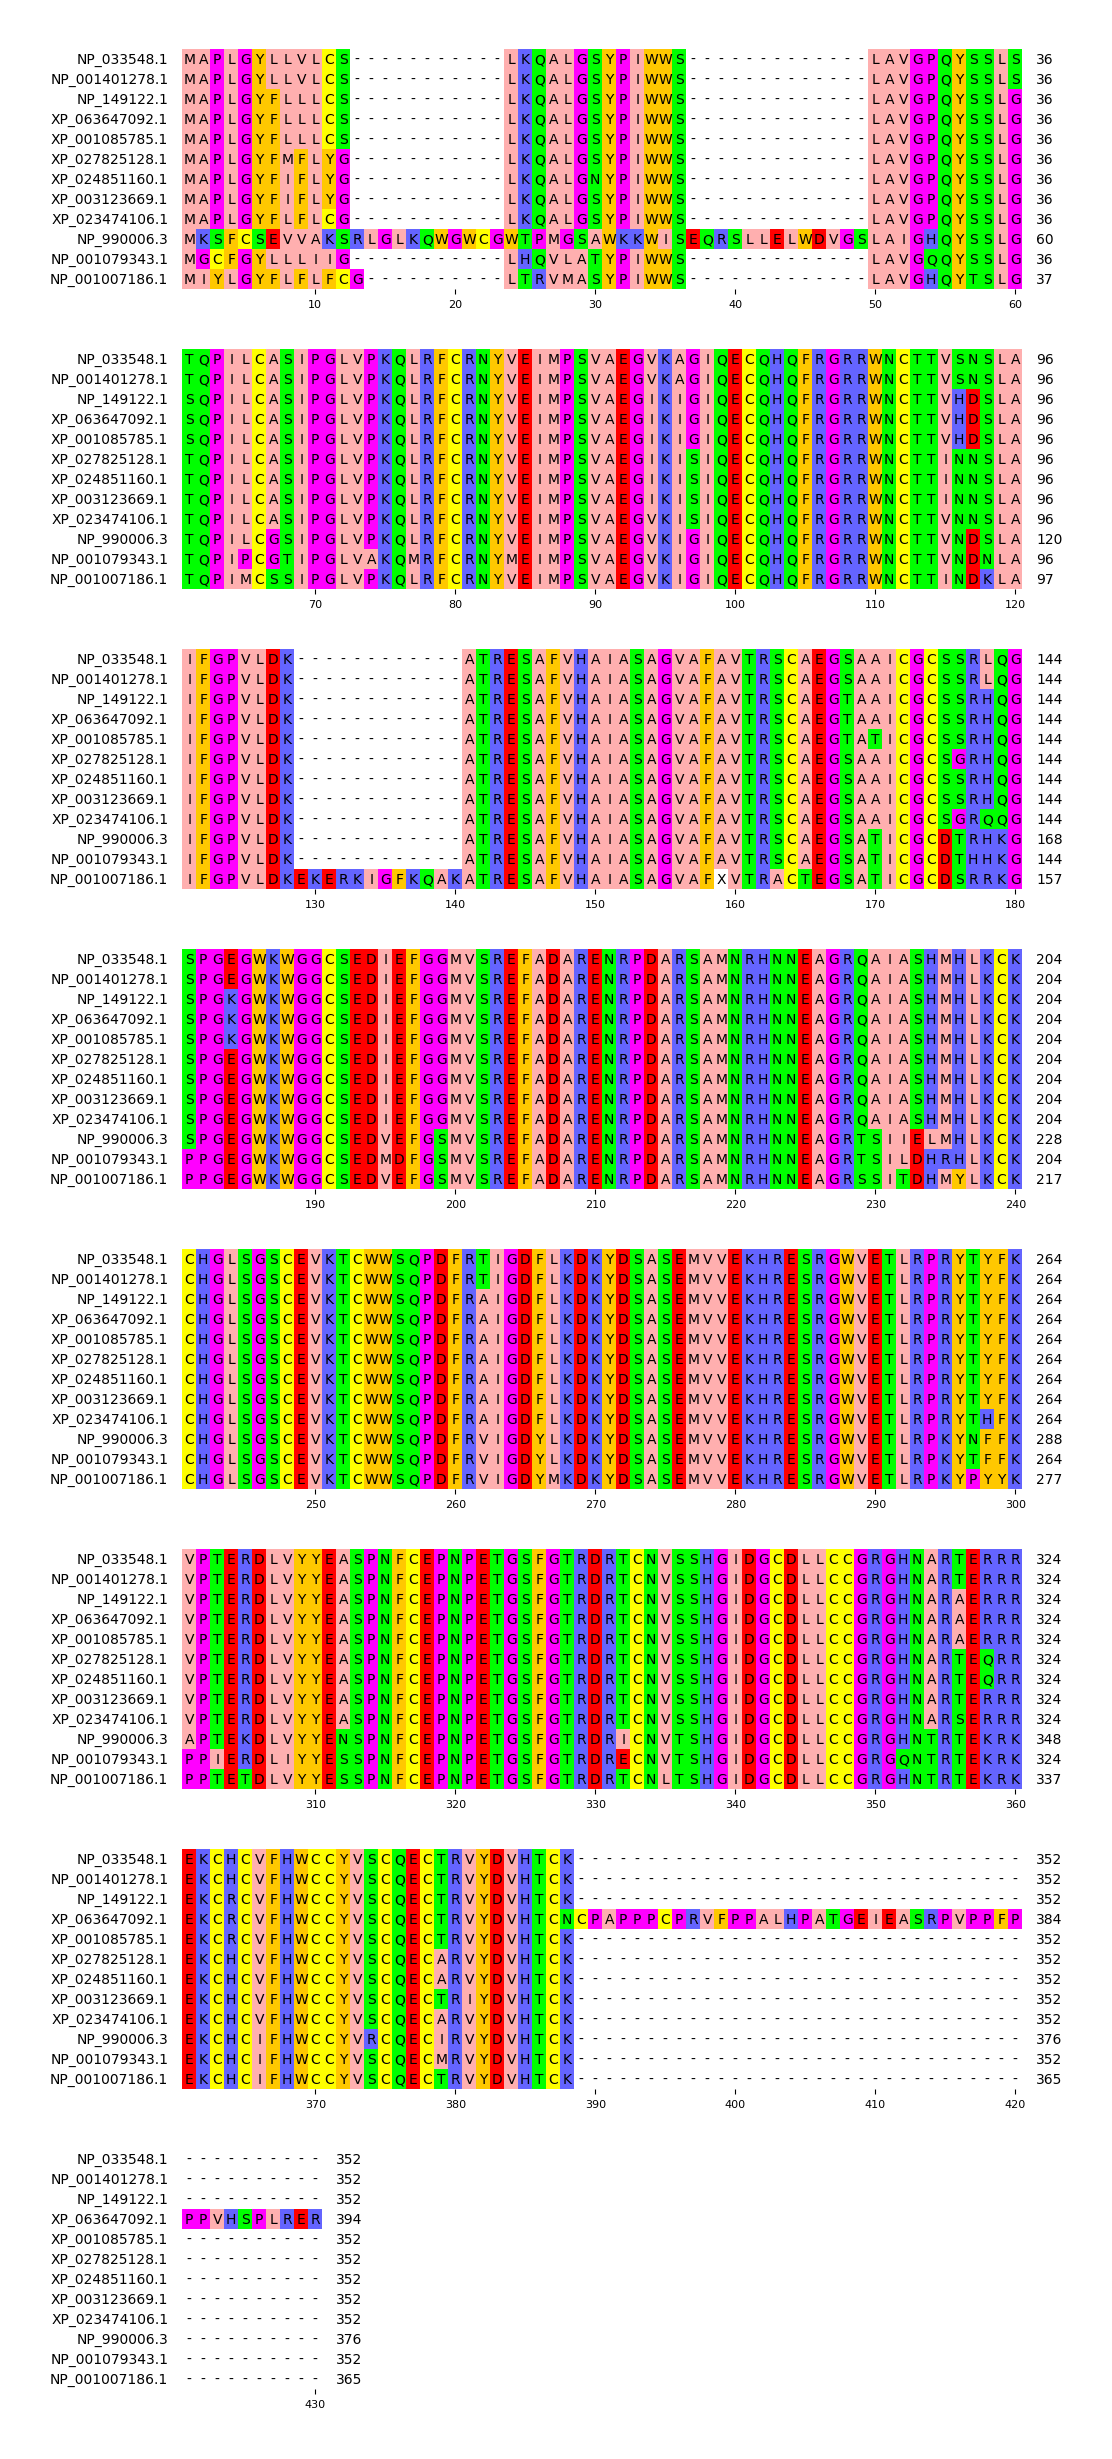 NP_033548.1 MAPLGYLLVLCS-----------LKQALGSYPIWWS-------------LAVGPQYSSLS 36
NP_001401278.1 MAPLGYLLVLCS-----------LKQALGSYPIWWS-------------LAVGPQYSSLS 36
NP_149122.1 MAPLGYFLLLCS-----------LKQALGSYPIWWS-------------LAVGPQYSSLG 36
XP_063647092.1 MAPLGYFLLLCS-----------LKQALGSYPIWWS-------------LAVGPQYSSLG 36
XP_001085785.1 MAPLGYFLLLCS-----------LKQALGSYPIWWS-------------LAVGPQYSSLG 36
XP_027825128.1 MAPLGYFMFLYG-----------LKQALGSYPIWWS-------------LAVGPQYSSLG 36
XP_024851160.1 MAPLGYFIFLYG-----------LKQALGNYPIWWS-------------LAVGPQYSSLG 36
XP_003123669.1 MAPLGYFIFLYG-----------LKQALGSYPIWWS-------------LAVGPQYSSLG 36
XP_023474106.1 MAPLGYFLFLCG-----------LKQALGSYPIWWS-------------LAVGPQYSSLG 36
NP_990006.3 MKSFCSEVVAKSRLGLKQWGWCGWTPMGSAWKKWISEQRSLLELWDVGSLAIGHQYSSLG 60
NP_001079343.1 MGCFGYLLLIIG-----------LHQVLATYPIWWS-------------LAVGQQYSSLG 36
NP_001007186.1 MIYLGYFLFLFCG----------LTRVMASYPIWWS-------------LAVGHQYTSLG 37
10 20 30 40 50 60
NP_033548.1 TQPILCASIPGLVPKQLRFCRNYVEIMPSVAEGVKAGIQECQHQFRGRRWNCTTVSNSLA 96
NP_001401278.1 TQPILCASIPGLVPKQLRFCRNYVEIMPSVAEGVKAGIQECQHQFRGRRWNCTTVSNSLA 96
NP_149122.1 SQPILCASIPGLVPKQLRFCRNYVEIMPSVAEGIKIGIQECQHQFRGRRWNCTTVHDSLA 96
XP_063647092.1 SQPILCASIPGLVPKQLRFCRNYVEIMPSVAEGIKIGIQECQHQFRGRRWNCTTVHDSLA 96
XP_001085785.1 SQPILCASIPGLVPKQLRFCRNYVEIMPSVAEGIKIGIQECQHQFRGRRWNCTTVHDSLA 96
XP_027825128.1 TQPILCASIPGLVPKQLRFCRNYVEIMPSVAEGIKISIQECQHQFRGRRWNCTTINNSLA 96
XP_024851160.1 TQPILCASIPGLVPKQLRFCRNYVEIMPSVAEGIKISIQECQHQFRGRRWNCTTINNSLA 96
XP_003123669.1 TQPILCASIPGLVPKQLRFCRNYVEIMPSVAEGIKISIQECQHQFRGRRWNCTTINNSLA 96
XP_023474106.1 TQPILCASIPGLVPKQLRFCRNYVEIMPSVAEGVKISIQECQHQFRGRRWNCTTVNNSLA 96
NP_990006.3 TQPILCGSIPGLVPKQLRFCRNYVEIMPSVAEGVKIGIQECQHQFRGRRWNCTTVNDSLA 120
NP_001079343.1 TQPIPCGTIPGLVAKQMRFCRNYMEIMPSVAEGVKIGIQECQHQFRGRRWNCTTVNDNLA 96
NP_001007186.1 TQPIMCSSIPGLVPKQLRFCRNYVEIMPSVAEGVKIGIQECQHQFRGRRWNCTTINDKLA 97
70 80 90 100 110 120
NP_033548.1 IFGPVLDK------------ATRESAFVHAIASAGVAFAVTRSCAEGSAAICGCSSRLQG 144
NP_001401278.1 IFGPVLDK------------ATRESAFVHAIASAGVAFAVTRSCAEGSAAICGCSSRLQG 144
NP_149122.1 IFGPVLDK------------ATRESAFVHAIASAGVAFAVTRSCAEGTAAICGCSSRHQG 144
XP_063647092.1 IFGPVLDK------------ATRESAFVHAIASAGVAFAVTRSCAEGTAAICGCSSRHQG 144
XP_001085785.1 IFGPVLDK------------ATRESAFVHAIASAGVAFAVTRSCAEGTATICGCSSRHQG 144
XP_027825128.1 IFGPVLDK------------ATRESAFVHAIASAGVAFAVTRSCAEGSAAICGCSGRHQG 144
XP_024851160.1 IFGPVLDK------------ATRESAFVHAIASAGVAFAVTRSCAEGSAAICGCSSRHQG 144
XP_003123669.1 IFGPVLDK------------ATRESAFVHAIASAGVAFAVTRSCAEGSAAICGCSSRHQG 144
XP_023474106.1 IFGPVLDK------------ATRESAFVHAIASAGVAFAVTRSCAEGSAAICGCSGRQQG 144
NP_990006.3 IFGPVLDK------------ATRESAFVHAIASAGVAFAVTRSCAEGSATICGCDTRHKG 168
NP_001079343.1 IFGPVLDK------------ATRESAFVHAIASAGVAFAVTRSCAEGSATICGCDTHHKG 144
NP_001007186.1 IFGPVLDKEKERKIGFKQAKATRESAFVHAIASAGVAFXVTRACTEGSATICGCDSRRKG 157
130 140 150 160 170 180
NP_033548.1 SPGEGWKWGGCSEDIEFGGMVSREFADARENRPDARSAMNRHNNEAGRQAIASHMHLKCK 204
NP_001401278.1 SPGEGWKWGGCSEDIEFGGMVSREFADARENRPDARSAMNRHNNEAGRQAIASHMHLKCK 204
NP_149122.1 SPGKGWKWGGCSEDIEFGGMVSREFADARENRPDARSAMNRHNNEAGRQAIASHMHLKCK 204
XP_063647092.1 SPGKGWKWGGCSEDIEFGGMVSREFADARENRPDARSAMNRHNNEAGRQAIASHMHLKCK 204
XP_001085785.1 SPGKGWKWGGCSEDIEFGGMVSREFADARENRPDARSAMNRHNNEAGRQAIASHMHLKCK 204
XP_027825128.1 SPGEGWKWGGCSEDIEFGGMVSREFADARENRPDARSAMNRHNNEAGRQAIASHMHLKCK 204
XP_024851160.1 SPGEGWKWGGCSEDIEFGGMVSREFADARENRPDARSAMNRHNNEAGRQAIASHMHLKCK 204
XP_003123669.1 SPGEGWKWGGCSEDIEFGGMVSREFADARENRPDARSAMNRHNNEAGRQAIASHMHLKCK 204
XP_023474106.1 SPGEGWKWGGCSEDIEFGGMVSREFADARENRPDARSAMNRHNNEAGRQAIASHMHLKCK 204
NP_990006.3 SPGEGWKWGGCSEDVEFGSMVSREFADARENRPDARSAMNRHNNEAGRTSIIELMHLKCK 228
NP_001079343.1 PPGEGWKWGGCSEDMDFGSMVSREFADARENRPDARSAMNRHNNEAGRTSILDHRHLKCK 204
NP_001007186.1 PPGEGWKWGGCSEDVEFGSMVSREFADARENRPDARSAMNRHNNEAGRSSITDHMYLKCK 217
190 200 210 220 230 240
NP_033548.1 CHGLSGSCEVKTCWWSQPDFRTIGDFLKDKYDSASEMVVEKHRESRGWVETLRPRYTYFK 264
NP_001401278.1 CHGLSGSCEVKTCWWSQPDFRTIGDFLKDKYDSASEMVVEKHRESRGWVETLRPRYTYFK 264
NP_149122.1 CHGLSGSCEVKTCWWSQPDFRAIGDFLKDKYDSASEMVVEKHRESRGWVETLRPRYTYFK 264
XP_063647092.1 CHGLSGSCEVKTCWWSQPDFRAIGDFLKDKYDSASEMVVEKHRESRGWVETLRPRYTYFK 264
XP_001085785.1 CHGLSGSCEVKTCWWSQPDFRAIGDFLKDKYDSASEMVVEKHRESRGWVETLRPRYTYFK 264
XP_027825128.1 CHGLSGSCEVKTCWWSQPDFRAIGDFLKDKYDSASEMVVEKHRESRGWVETLRPRYTYFK 264
XP_024851160.1 CHGLSGSCEVKTCWWSQPDFRAIGDFLKDKYDSASEMVVEKHRESRGWVETLRPRYTYFK 264
XP_003123669.1 CHGLSGSCEVKTCWWSQPDFRAIGDFLKDKYDSASEMVVEKHRESRGWVETLRPRYTYFK 264
XP_023474106.1 CHGLSGSCEVKTCWWSQPDFRAIGDFLKDKYDSASEMVVEKHRESRGWVETLRPRYTHFK 264
NP_990006.3 CHGLSGSCEVKTCWWSQPDFRVIGDYLKDKYDSASEMVVEKHRESRGWVETLRPKYNFFK 288
NP_001079343.1 CHGLSGSCEVKTCWWSQPDFRVIGDYLKDKYDSASEMVVEKHRESRGWVETLRPKYTFFK 264
NP_001007186.1 CHGLSGSCEVKTCWWSQPDFRVIGDYMKDKYDSASEMVVEKHRESRGWVETLRPKYPYYK 277
250 260 270 280 290 300
NP_033548.1 VPTERDLVYYEASPNFCEPNPETGSFGTRDRTCNVSSHGIDGCDLLCCGRGHNARTERRR 324
NP_001401278.1 VPTERDLVYYEASPNFCEPNPETGSFGTRDRTCNVSSHGIDGCDLLCCGRGHNARTERRR 324
NP_149122.1 VPTERDLVYYEASPNFCEPNPETGSFGTRDRTCNVSSHGIDGCDLLCCGRGHNARAERRR 324
XP_063647092.1 VPTERDLVYYEASPNFCEPNPETGSFGTRDRTCNVSSHGIDGCDLLCCGRGHNARAERRR 324
XP_001085785.1 VPTERDLVYYEASPNFCEPNPETGSFGTRDRTCNVSSHGIDGCDLLCCGRGHNARAERRR 324
XP_027825128.1 VPTERDLVYYEASPNFCEPNPETGSFGTRDRTCNVSSHGIDGCDLLCCGRGHNARTEQRR 324
XP_024851160.1 VPTERDLVYYEASPNFCEPNPETGSFGTRDRTCNVSSHGIDGCDLLCCGRGHNARTEQRR 324
XP_003123669.1 VPTERDLVYYEASPNFCEPNPETGSFGTRDRTCNVSSHGIDGCDLLCCGRGHNARTERRR 324
XP_023474106.1 VPTERDLVYYEASPNFCEPNPETGSFGTRDRTCNVSSHGIDGCDLLCCGRGHNARSERRR 324
NP_990006.3 APTEKDLVYYENSPNFCEPNPETGSFGTRDRICNVTSHGIDGCDLLCCGRGHNTRTEKRK 348
NP_001079343.1 PPIERDLIYYESSPNFCEPNPETGSFGTRDRECNVTSHGIDGCDLLCCGRGQNTRTEKRK 324
NP_001007186.1 PPTETDLVYYESSPNFCEPNPETGSFGTRDRTCNLTSHGIDGCDLLCCGRGHNTRTEKRK 337
310 320 330 340 350 360
NP_033548.1 EKCHCVFHWCCYVSCQECTRVYDVHTCK-------------------------------- 352
NP_001401278.1 EKCHCVFHWCCYVSCQECTRVYDVHTCK-------------------------------- 352
NP_149122.1 EKCRCVFHWCCYVSCQECTRVYDVHTCK-------------------------------- 352
XP_063647092.1 EKCRCVFHWCCYVSCQECTRVYDVHTCNCPAPPPCPRVFPPALHPATGEIEASRPVPPFP 384
XP_001085785.1 EKCRCVFHWCCYVSCQECTRVYDVHTCK-------------------------------- 352
XP_027825128.1 EKCHCVFHWCCYVSCQECARVYDVHTCK-------------------------------- 352
XP_024851160.1 EKCHCVFHWCCYVSCQECARVYDVHTCK-------------------------------- 352
XP_003123669.1 EKCHCVFHWCCYVSCQECTRIYDVHTCK-------------------------------- 352
XP_023474106.1 EKCHCVFHWCCYVSCQECARVYDVHTCK-------------------------------- 352
NP_990006.3 EKCHCIFHWCCYVRCQECIRVYDVHTCK-------------------------------- 376
NP_001079343.1 EKCHCIFHWCCYVSCQECMRVYDVHTCK-------------------------------- 352
NP_001007186.1 EKCHCIFHWCCYVSCQECTRVYDVHTCK-------------------------------- 365
370 380 390 400 410 420
NP_033548.1 ---------- 352
NP_001401278.1 ---------- 352
NP_149122.1 ---------- 352
XP_063647092.1 PPVHSPLRER 394
XP_001085785.1 ---------- 352
XP_027825128.1 ---------- 352
XP_024851160.1 ---------- 352
XP_003123669.1 ---------- 352
XP_023474106.1 ---------- 352
NP_990006.3 ---------- 376
NP_001079343.1 ---------- 352
NP_001007186.1 ---------- 365
430